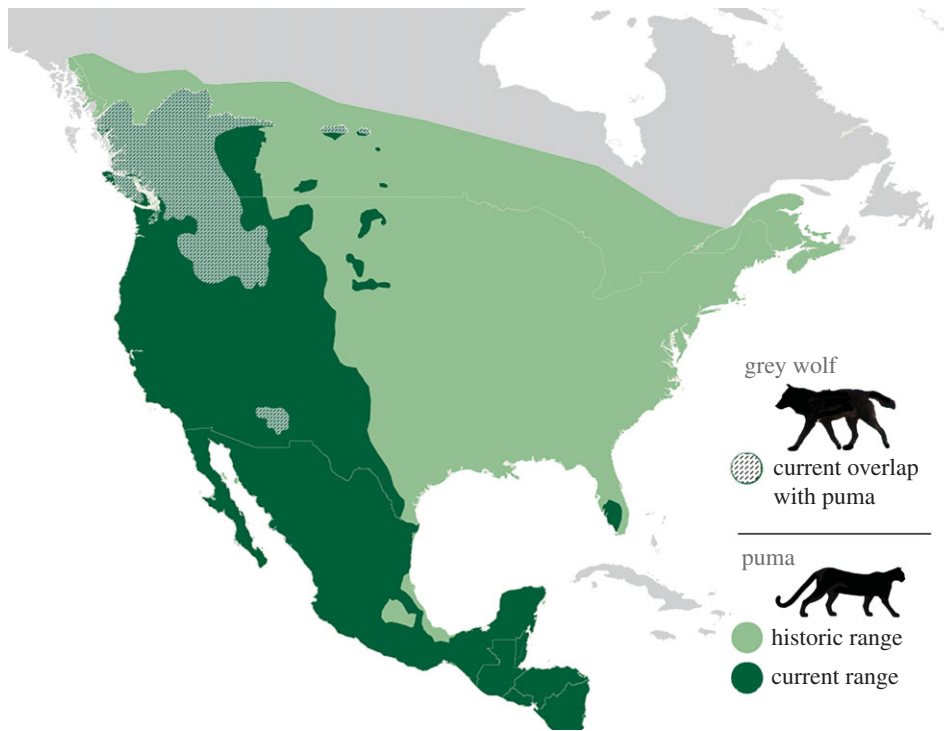 grey wolf
current overlap
with puma
puma
historic range
current range